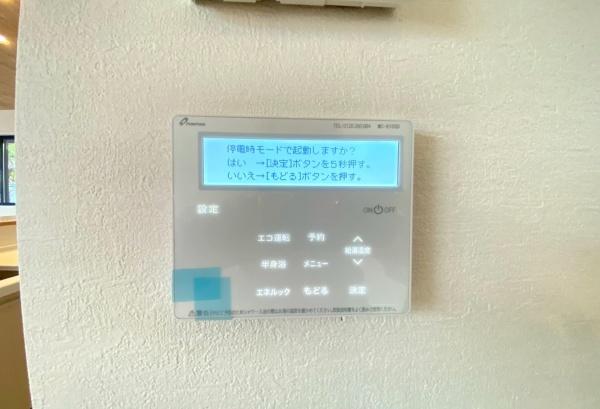 Purpose
停電時モードで起動しますか？
はい →[決定]ボタンを5秒押す。
いいえ→[もどる]ボタンを押す。
設定
ON OFF
エコ運転 予約
給湯温度
半身浴 メニュー
エネルック もどる 決定